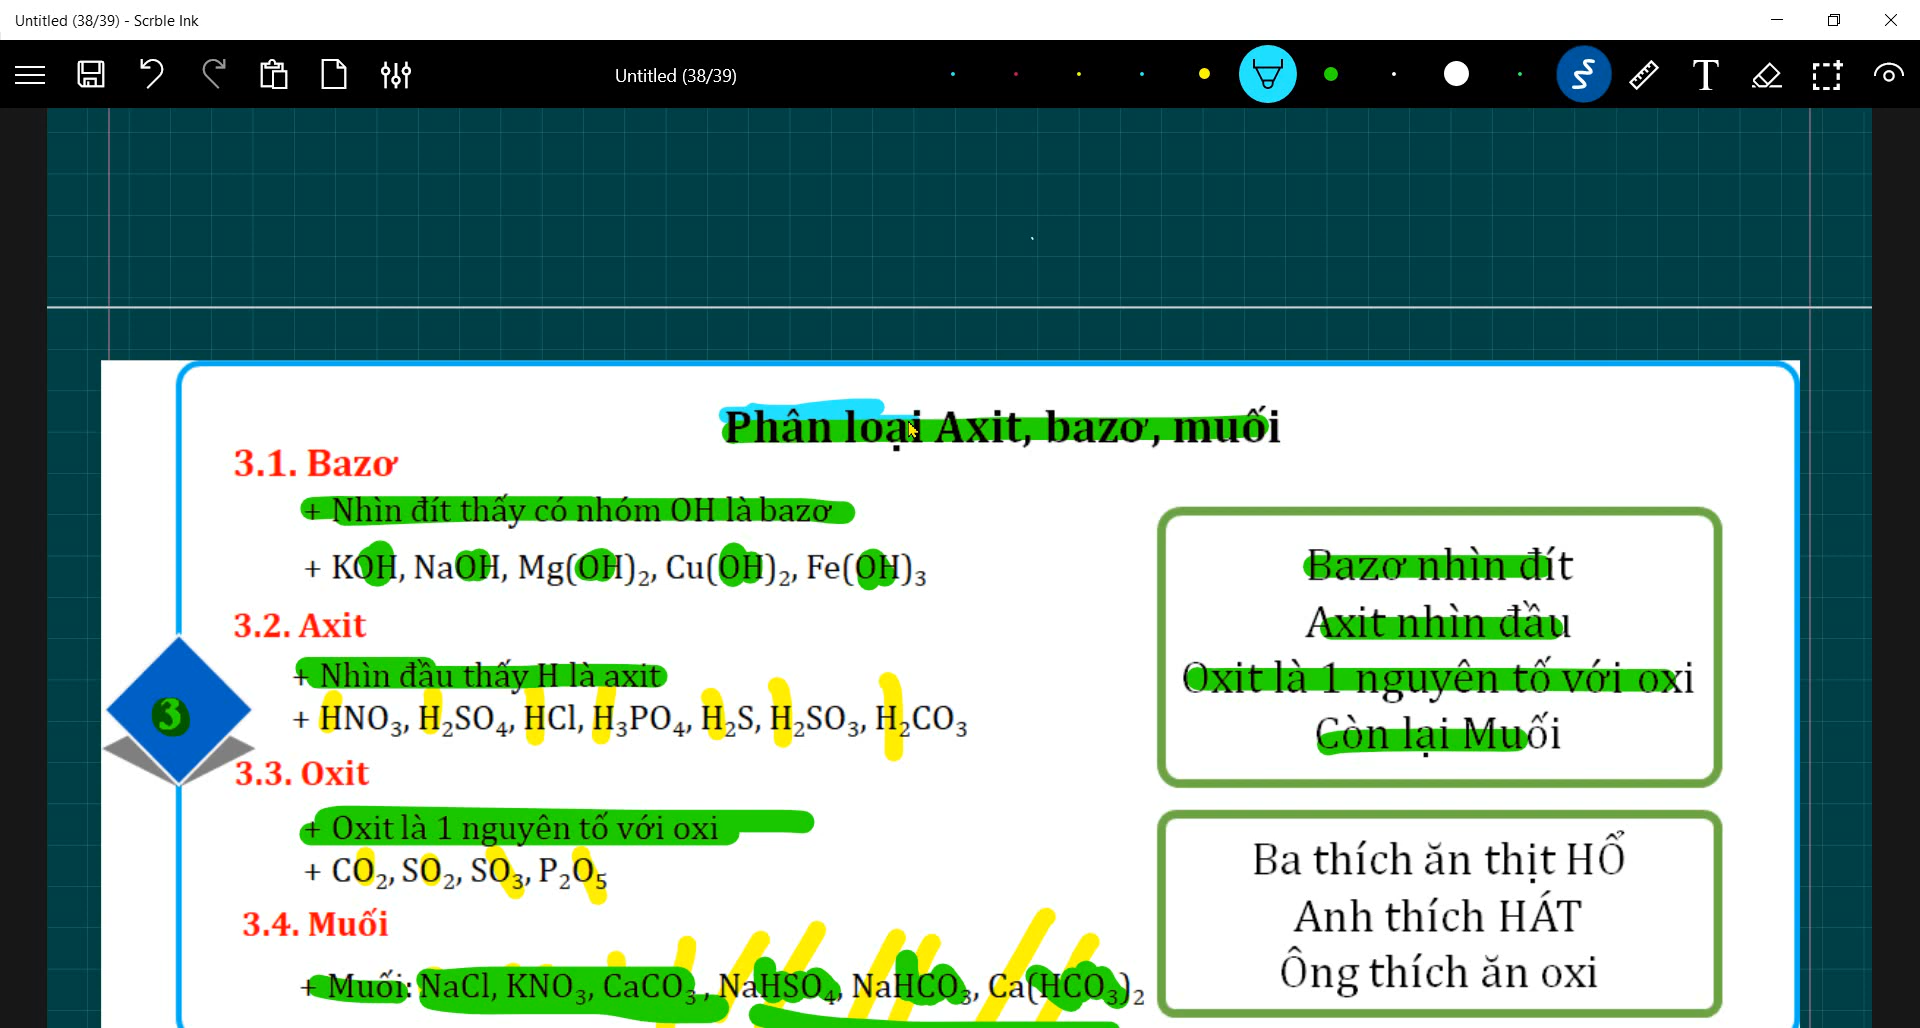 Untitled (38/39) - Scrble Ink
Untitled (38/39)
T
Phân loại Axit, bazơ, muối
3.1. Bazơ
+ Nhìn đít thấy có nhóm OH là bazơ
+ KOH, NaOH, Mg(OH)₂, Cu(OH)₂, Fe(OH)₃
3.2. Axit
+ Nhìn đầu thấy H là axit
+ HNO₃, H₂SO₄, HCl, H₃PO₄, H₂S, H₂SO₃, H₂CO₃
3
3.3. Oxit
+ Oxit là 1 nguyên tố với oxi
+ CO₂, SO₂, SO₃, P₂O₅
3.4. Muối
+ Muối: NaCl, KNO₃, CaCO₃, NaHSO₄, NaHCO₃, Ca(HCO₃)₂
Bazơ nhìn đít
Axit nhìn đầu
Oxit là 1 nguyên tố với oxi
Còn lại Muối
Ba thích ăn thịt HỔ
Anh thích HÁT
Ông thích ăn oxi